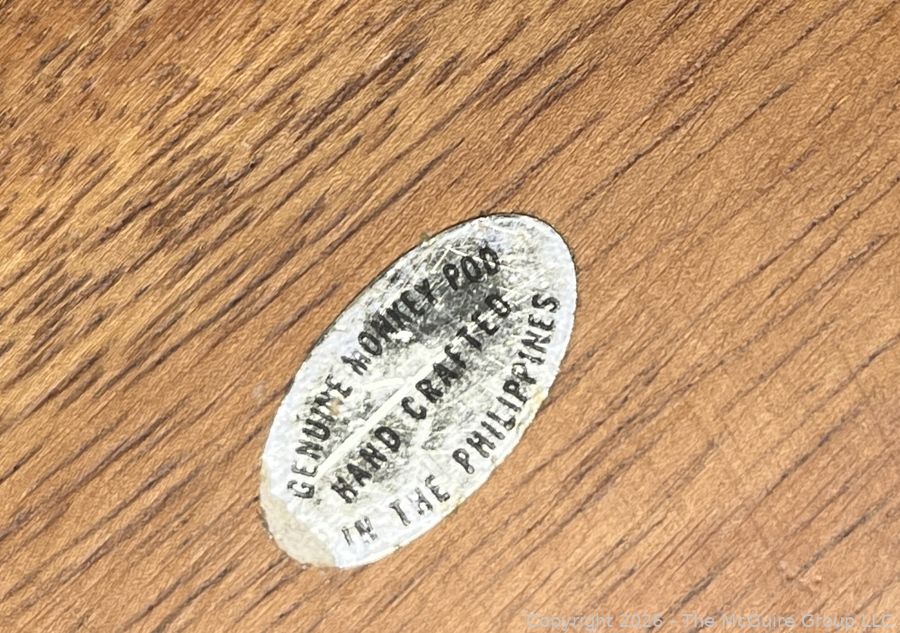 GENUINE MONKEY POD
HAND CRAFTED
IN THE PHILIPPINES
Copyright 2026 - The McGuire Group LLC